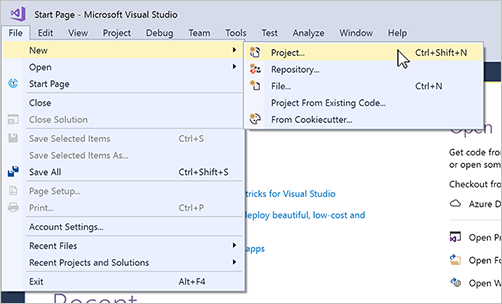 Start Page - Microsoft Visual Studio
File Edit View Project Debug Team Tools Test Analyze Window Help
New
Open
Start Page
Close
Close Solution
Save Selected Items Ctrl+S
Save Selected Items As...
Save All Ctrl+Shift+S
Page Setup...
Print... Ctrl+P
Account Settings...
Recent Files
Recent Projects and Solutions
Exit Alt+F4
Project... Ctrl+Shift+N
Repository...
File... Ctrl+N
Project From Existing Code...
From Cookiecutter...
tricks for Visual Studio
deploy beautiful, low-cost and
apps
Recent
Open
Get code from
or open some
Checkout from
Azure D
Open Pr
Open Fo
Open W